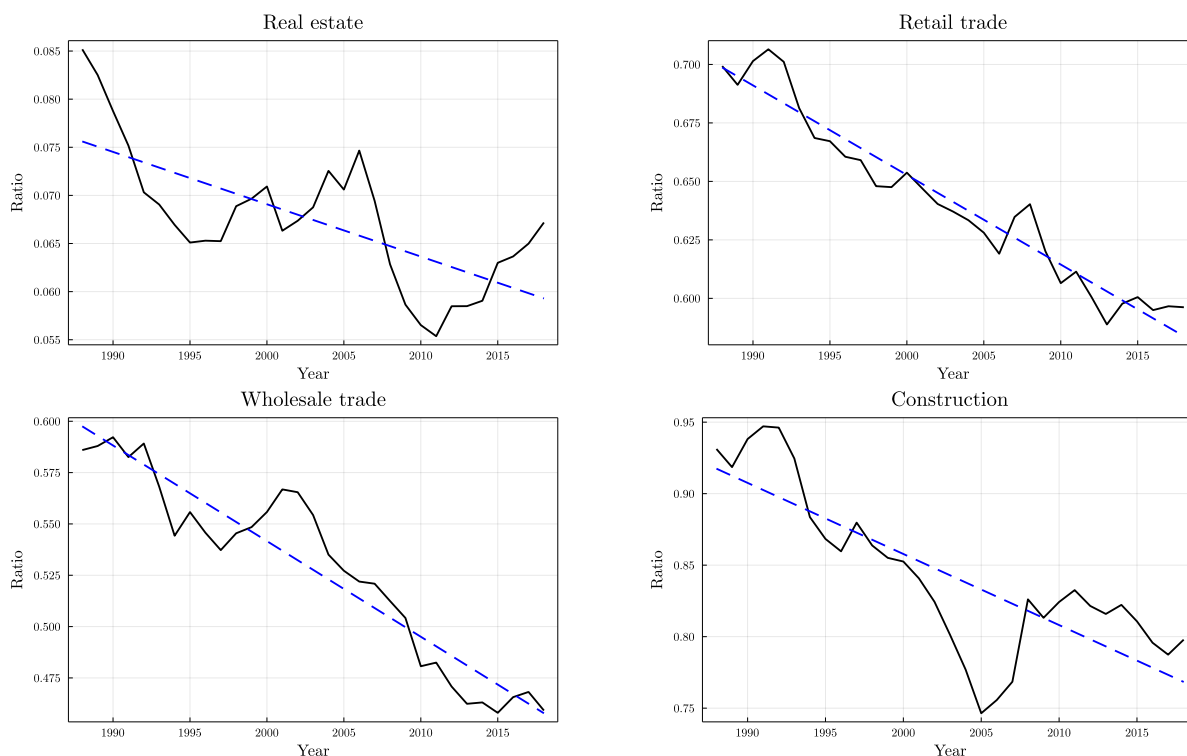 Real estate
Ratio
0.085
0.080
0.075
0.070
0.065
0.060
0.055
1990 1995 2000 2005 2010 2015
Year
Retail trade
Ratio
0.700
0.675
0.650
0.625
0.600
1990 1995 2000 2005 2010 2015
Year
Wholesale trade
Ratio
0.600
0.575
0.550
0.525
0.500
0.475
1990 1995 2000 2005 2010 2015
Year
Construction
Ratio
0.95
0.90
0.85
0.80
0.75
1990 1995 2000 2005 2010 2015
Year